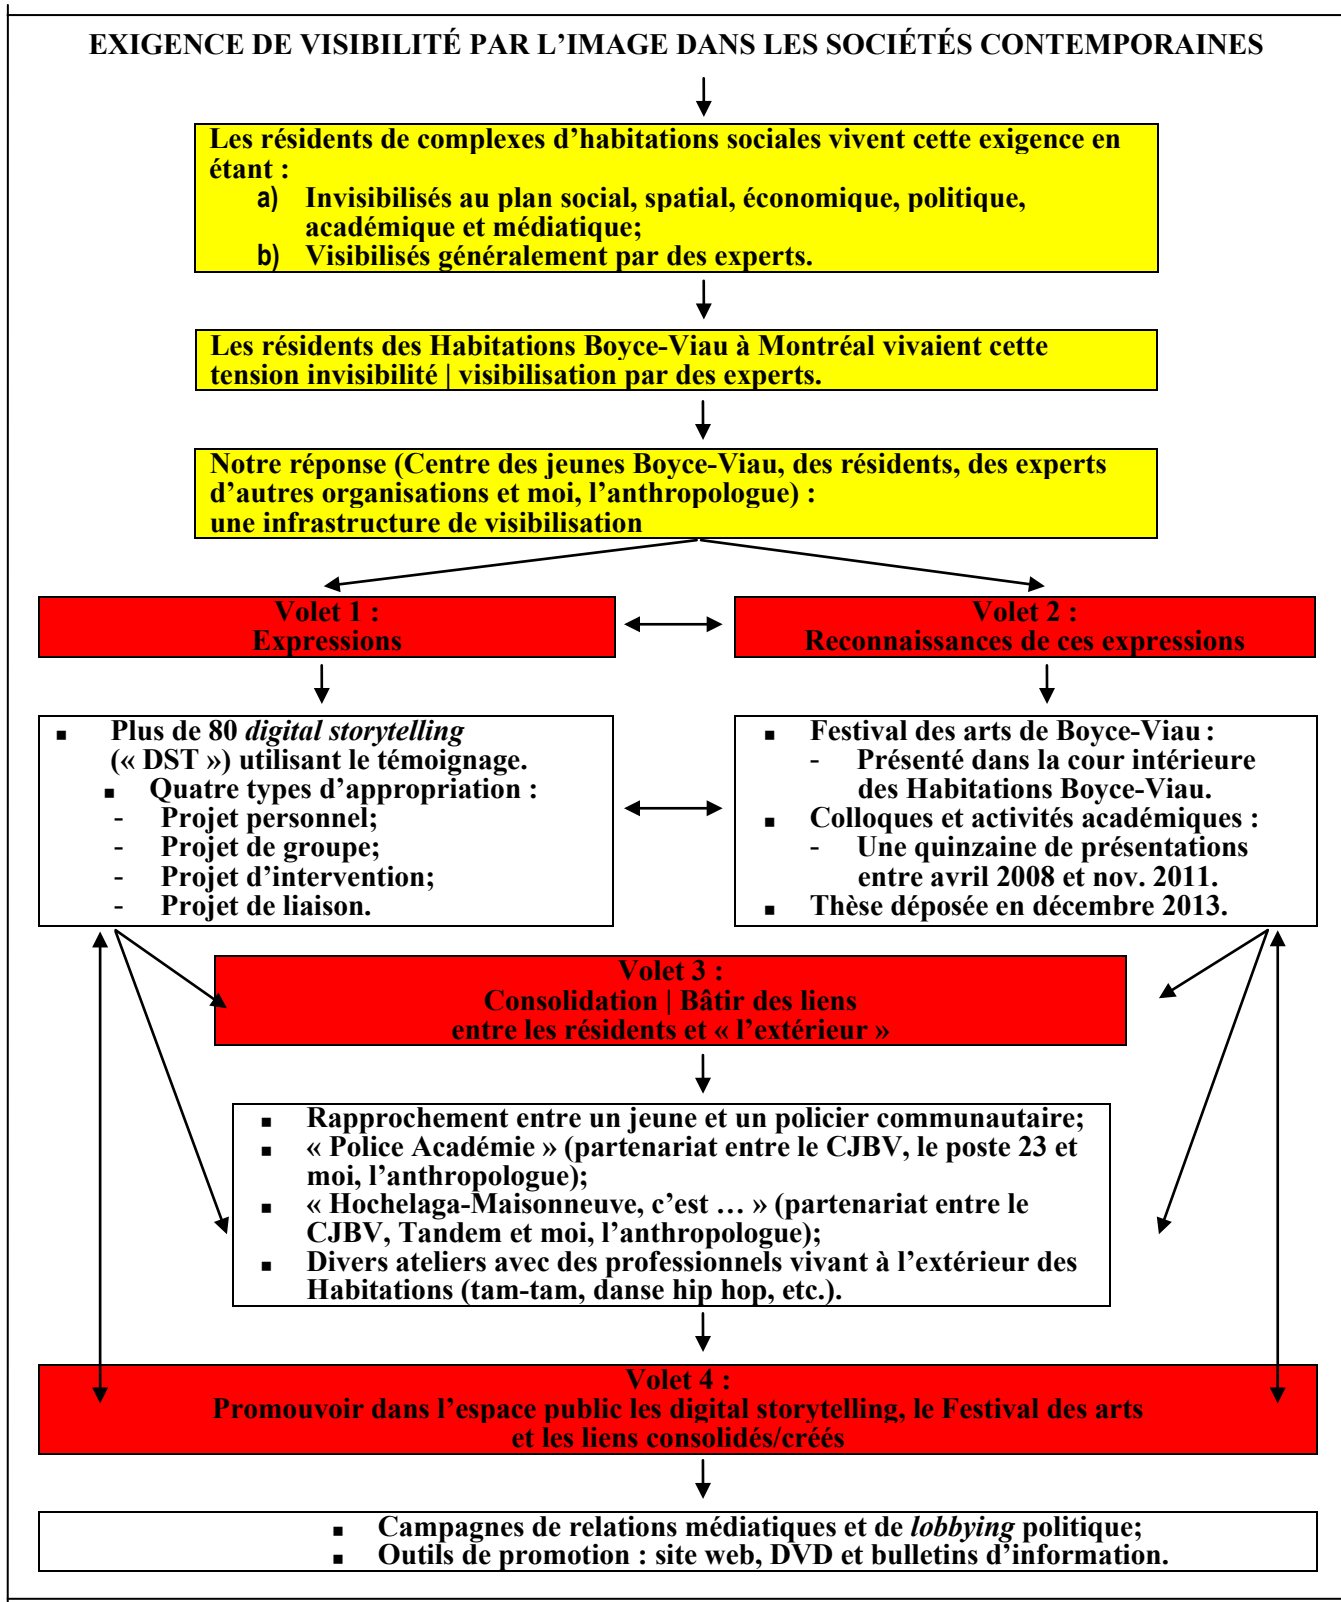 EXIGENCE DE VISIBILITÉ PAR L’IMAGE DANS LES SOCIÉTÉS CONTEMPORAINES
Les résidents de complexes d’habitations sociales vivent cette exigence en
étant :
a) Invisibilisés au plan social, spatial, économique, politique,
académique et médiatique;
b) Visibilisés généralement par des experts.
Les résidents des Habitations Boyce-Viau à Montréal vivaient cette
tension invisibilité | visibilisation par des experts.
Notre réponse (Centre des jeunes Boyce-Viau, des résidents, des experts
d’autres organisations et moi, l’anthropologue) :
une infrastructure de visibilisation
Volet 1 :
Expressions
Volet 2 :
Reconnaissances de ces expressions
▪ Plus de 80 digital storytelling
(« DST ») utilisant le témoignage.
▪ Quatre types d’appropriation :
- Projet personnel;
- Projet de groupe;
- Projet d’intervention;
- Projet de liaison.
▪ Festival des arts de Boyce-Viau :
- Présenté dans la cour intérieure
des Habitations Boyce-Viau.
▪ Colloques et activités académiques :
- Une quinzaine de présentations
entre avril 2008 et nov. 2011.
▪ Thèse déposée en décembre 2013.
Volet 3 :
Consolidation | Bâtir des liens
entre les résidents et « l’extérieur »
▪ Rapprochement entre un jeune et un policier communautaire;
▪ « Police Académie » (partenariat entre le CJBV, le poste 23 et
moi, l’anthropologue);
▪ « Hochelaga-Maisonneuve, c’est … » (partenariat entre le
CJBV, Tandem et moi, l’anthropologue);
▪ Divers ateliers avec des professionnels vivant à l’extérieur des
Habitations (tam-tam, danse hip hop, etc.).
Volet 4 :
Promouvoir dans l’espace public les digital storytelling, le Festival des arts
et les liens consolidés/créés
▪ Campagnes de relations médiatiques et de lobbying politique;
▪ Outils de promotion : site web, DVD et bulletins d’information.